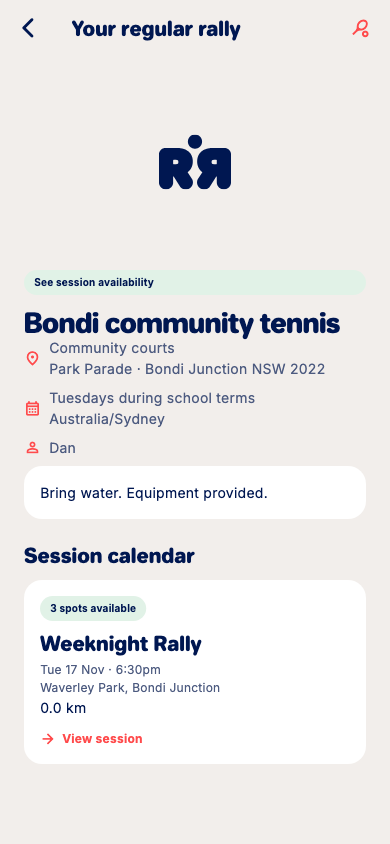 Your regular rally
RR
See session availability
Bondi community tennis
Community courts
Park Parade · Bondi Junction NSW 2022
Tuesdays during school terms
Australia/Sydney
Dan
Bring water. Equipment provided.
Session calendar
3 spots available
Weeknight Rally
Tue 17 Nov · 6:30pm
Waverley Park, Bondi Junction
0.0 km
View session